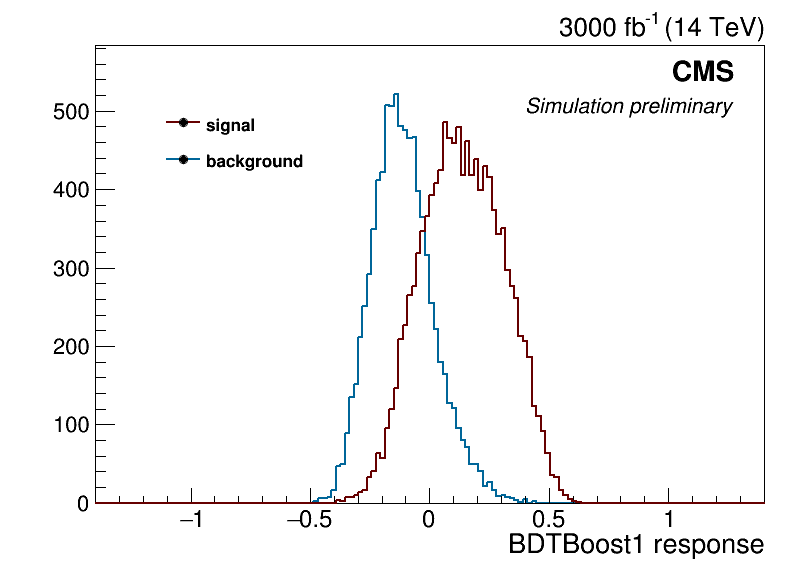 3000 fb-1 (14 TeV)
CMS
Simulation preliminary
signal
background
500
400
300
200
100
0
−1 −0.5 0 0.5 1
BDTBoost1 response